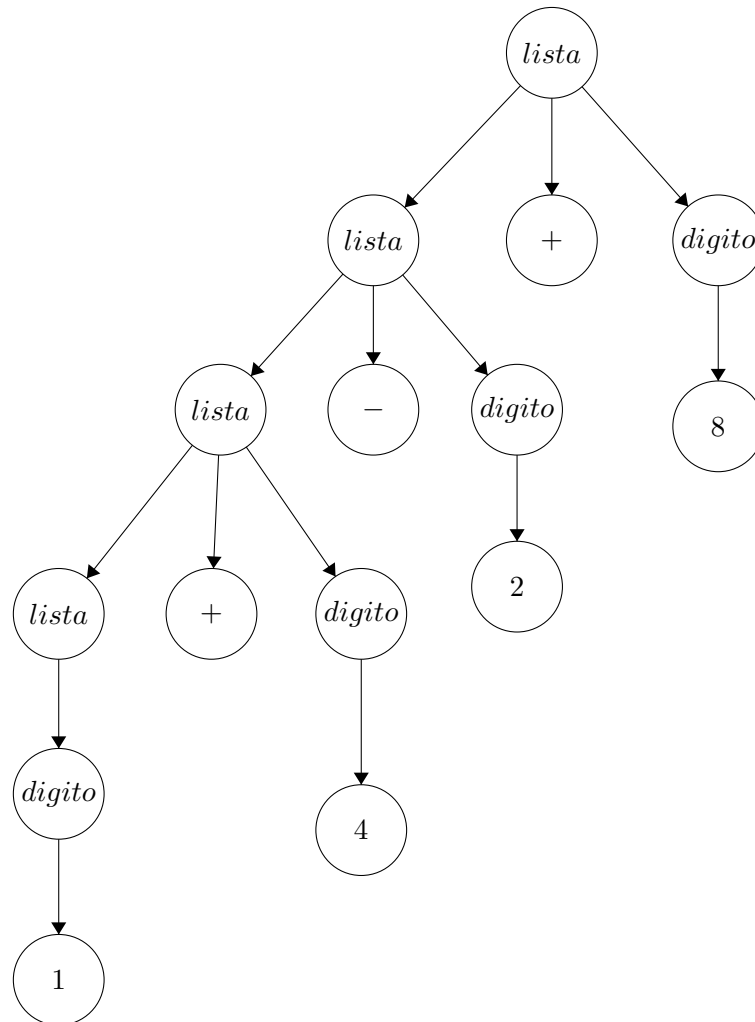 lista
lista + digito
lista − digito 8
2
lista + digito
digito 4
1